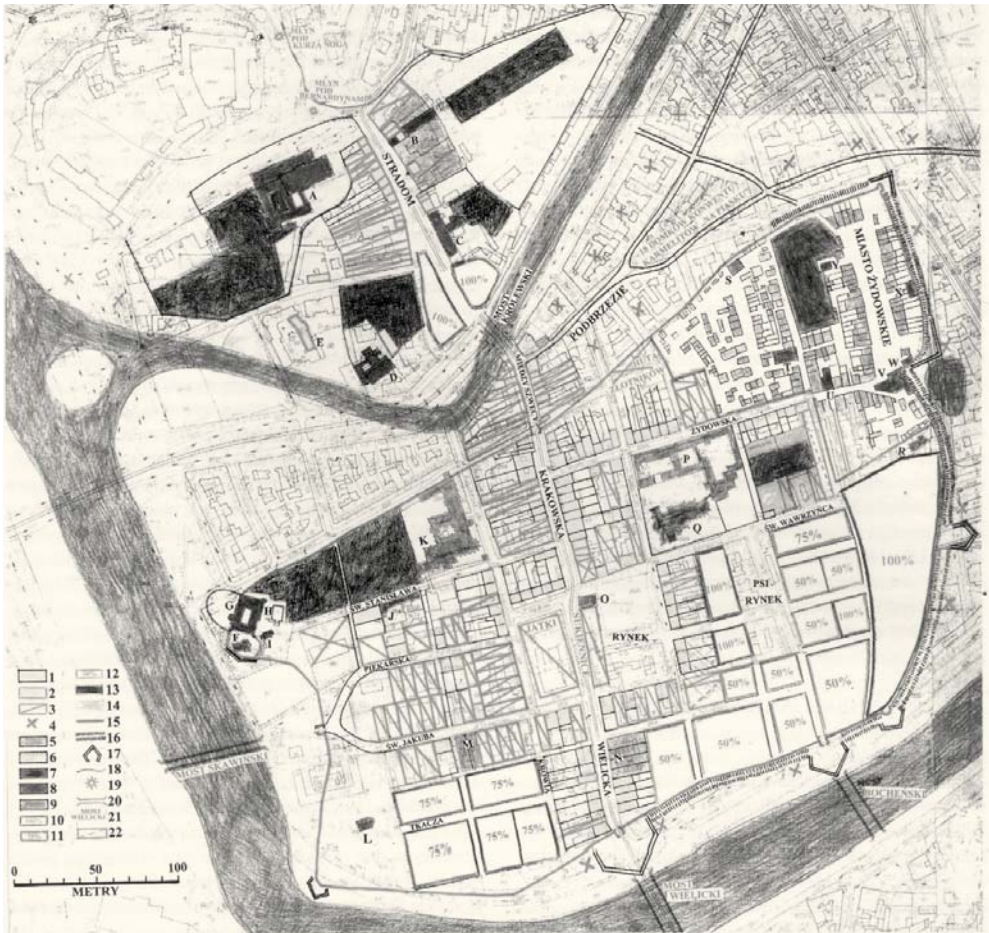 MŁYN
POD
KURZĄ NOGĄ
MŁYN
POD
BERNARDYNAMI
B
STRADOM
A
C
100%
100%
MOST KRÓLEWSKI
PODBRZEZIE
E
D
S
MIASTO ŻYDOWSKIE
X
W
V
U
R
ŻYDOWSKA
KRAKOWSKA
P
Q
K
ŚW. WAWRZYŃCA
75%
100%
50%
50%
100%
PSI
RYNEK
50%
100%
G
H
F
I
ŚW. STANISŁAWA
J
O
JATKI
RYNEK
PIEKARSKA
100%
50%
50%
50%
50%
ŚW. JAKUBA
M
N
WIELICKA
50%
50%
50%
MOST SKAWIŃSKI
75%
75%
L
TKACZA
75%
75%
75%
MOST
BOCHEŃSKI
MOST
WIELICKI
1
2
3
4
5
6
7
8
9
10
11
12
13
14
15
16
17
18
19
20
MOST
WIELICKI
21
22
0
50
100
METRY